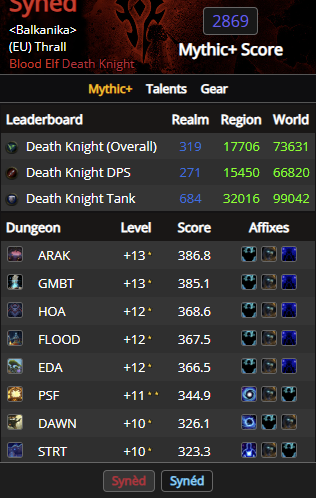 Synèd
2869
<Balkanika>
(EU) Thrall
Mythic+ Score
Blood Elf Death Knight
Mythic+ Talents Gear
Leaderboard Realm Region World
Death Knight (Overall) 319 17706 73631
Death Knight DPS 271 15450 66820
Death Knight Tank 684 32016 99042
Dungeon Level Score Affixes
ARAK +13 * 386.8
GMBT +13 * 385.1
HOA +12 * 368.6
FLOOD +12 * 367.5
EDA +12 * 366.5
PSF +11 * * 344.9
DAWN +10 * 326.1
STRT +10 * 323.3
Synèd Synéd